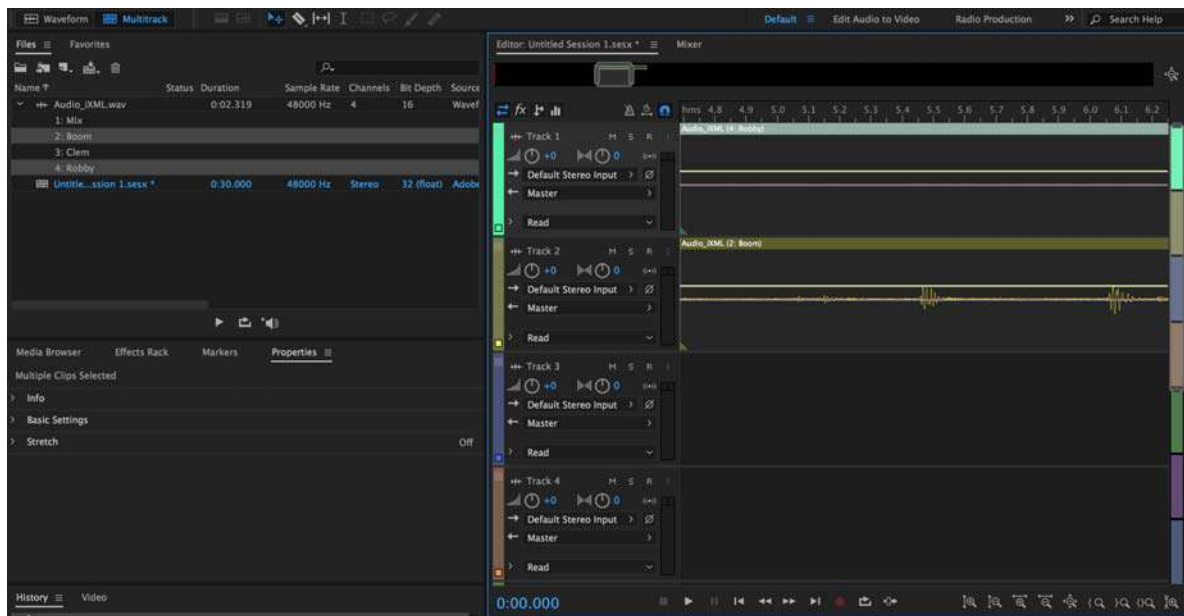 Waveform Multitrack Default Edit Audio to Video Radio Production Search Help
Files Favorites
Name Status Duration Sample Rate Channels Bit Depth Source
Audio_iXML.wav 0:02.319 48000 Hz 4 16 Wavef
1: Mix
2: Boom
3: Clem
4: Robby
Untitle...ssion 1.sesx * 0:30.000 48000 Hz Stereo 32 (float) Adobe
Media Browser Effects Rack Markers Properties
Multiple Clips Selected
Info
Basic Settings
Stretch Off
History Video
Editor: Untitled Session 1.sesx * Mixer
fx
hms 4.8 4.9 5.0 5.1 5.2 5.3 5.4 5.5 5.6 5.7 5.8 5.9 6.0 6.1 6.2
Track 1 M S R I
Audio_iXML (4: Robby)
+0 0
Default Stereo Input
Master
Read
Track 2 M S R I
Audio_iXML (2: Boom)
+0 0
Default Stereo Input
Master
Read
Track 3 M S R I
+0 0
Default Stereo Input
Master
Read
Track 4 M S R I
+0 0
Default Stereo Input
Master
Read
0:00.000